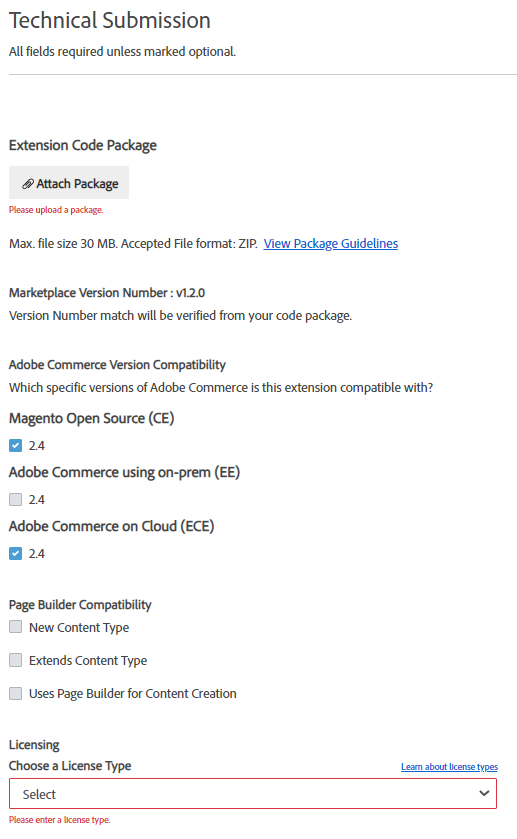 Technical Submission
All fields required unless marked optional.
Extension Code Package
Attach Package
Please upload a package.
Max. file size 30 MB. Accepted File format: ZIP. View Package Guidelines
Marketplace Version Number : v1.2.0
Version Number match will be verified from your code package.
Adobe Commerce Version Compatibility
Which specific versions of Adobe Commerce is this extension compatible with?
Magento Open Source (CE)
2.4
Adobe Commerce using on-prem (EE)
2.4
Adobe Commerce on Cloud (ECE)
2.4
Page Builder Compatibility
New Content Type
Extends Content Type
Uses Page Builder for Content Creation
Licensing
Choose a License Type Learn about license types
Select
Please enter a license type.